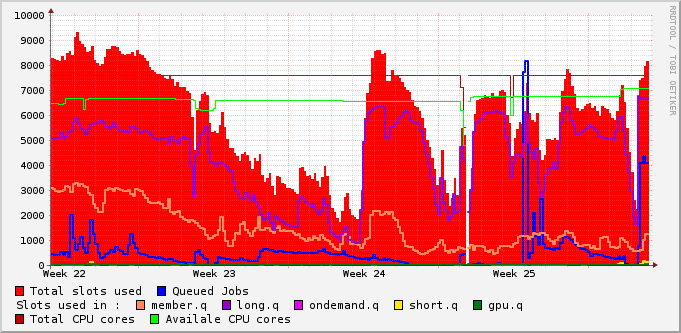 10000
9000
8000
7000
6000
5000
4000
3000
2000
1000
0
Week 22 Week 23 Week 24 Week 25
Total slots used Queued Jobs
Slots used in : member.q long.q ondemand.q short.q gpu.q
Total CPU cores Availale CPU cores
RRDTOOL / TOBI OETIKER